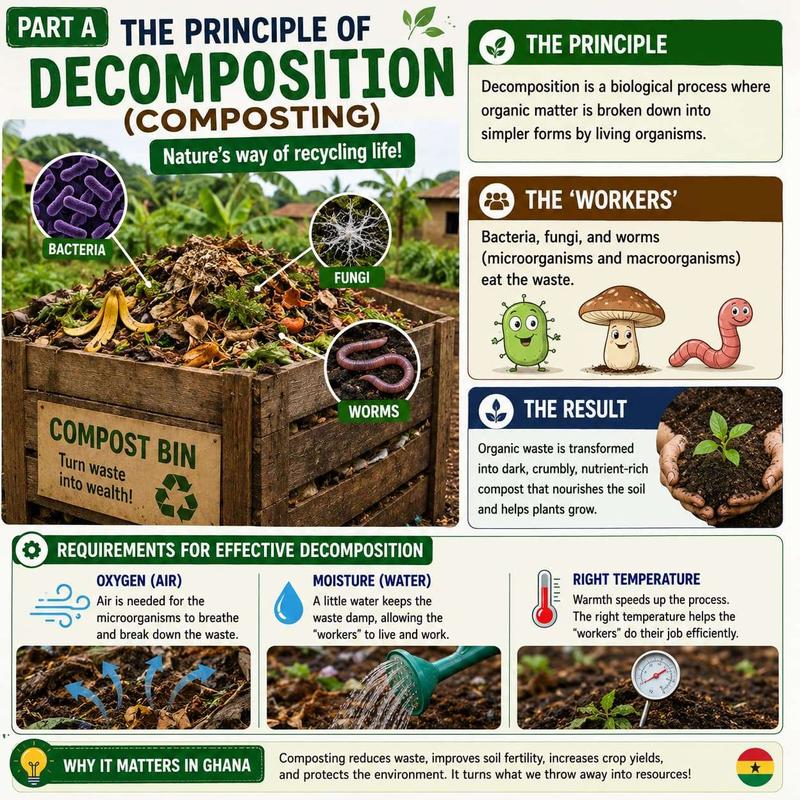 PART A
THE PRINCIPLE OF
DECOMPOSITION
(COMPOSTING)
Nature's way of recycling life!
BACTERIA
FUNGI
WORMS
COMPOST BIN
Turn waste
into wealth!
THE PRINCIPLE
Decomposition is a biological process where
organic matter is broken down into
simpler forms by living organisms.
THE 'WORKERS'
Bacteria, fungi, and worms
(microorganisms and macroorganisms)
eat the waste.
THE RESULT
Organic waste is transformed
into dark, crumbly, nutrient-rich
compost that nourishes the soil
and helps plants grow.
REQUIREMENTS FOR EFFECTIVE DECOMPOSITION
OXYGEN (AIR)
Air is needed for the
microorganisms to breathe
and break down the waste.
MOISTURE (WATER)
A little water keeps the
waste damp, allowing the
"workers" to live and work.
RIGHT TEMPERATURE
Warmth speeds up the process.
The right temperature helps the
"workers" do their job efficiently.
WHY IT MATTERS IN GHANA
Composting reduces waste, improves soil fertility, increases crop yields,
and protects the environment. It turns what we throw away into resources!